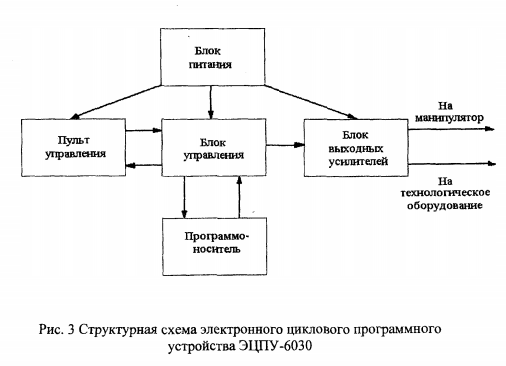 Блок
питания
Пульт
управления
Блок
управления
Блок
выходных
усилителей
На
манипулятор
На
технологическое
оборудование
Программо-
носитель
Рис. 3 Структурная схема электронного циклового программного
устройства ЭЦПУ-6030